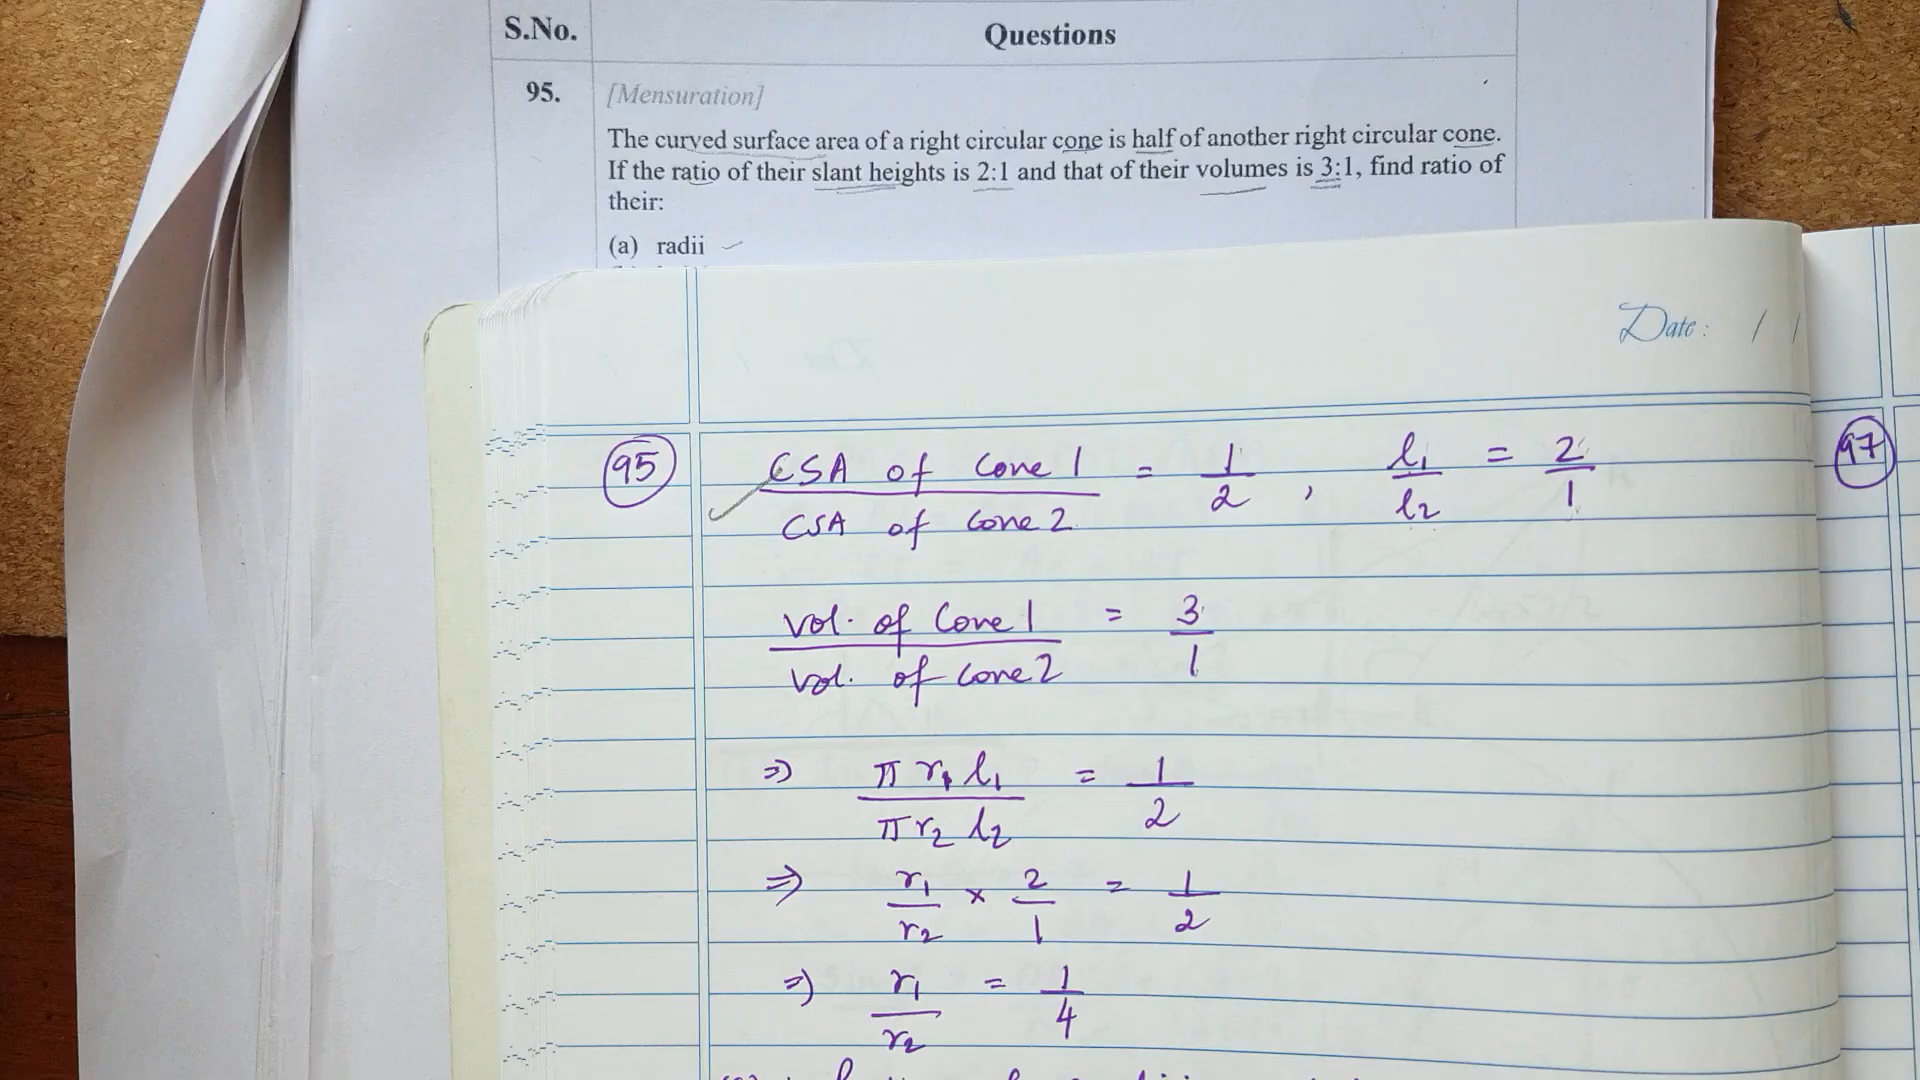 S.No. Questions
95. [Mensuration]
The curved surface area of a right circular cone is half of another right circular cone.
If the ratio of their slant heights is 2:1 and that of their volumes is 3:1, find ratio of
their:
(a) radii
Date: / /
95 CSA of Cone 1 / CSA of Cone 2 = 1/2 , l₁/l₂ = 2/1
97
Vol. of Cone 1 / Vol. of Cone 2 = 3/1
⇒ π r₁ l₁ / π r₂ l₂ = 1/2
⇒ r₁/r₂ × 2/1 = 1/2
⇒ r₁/r₂ = 1/4